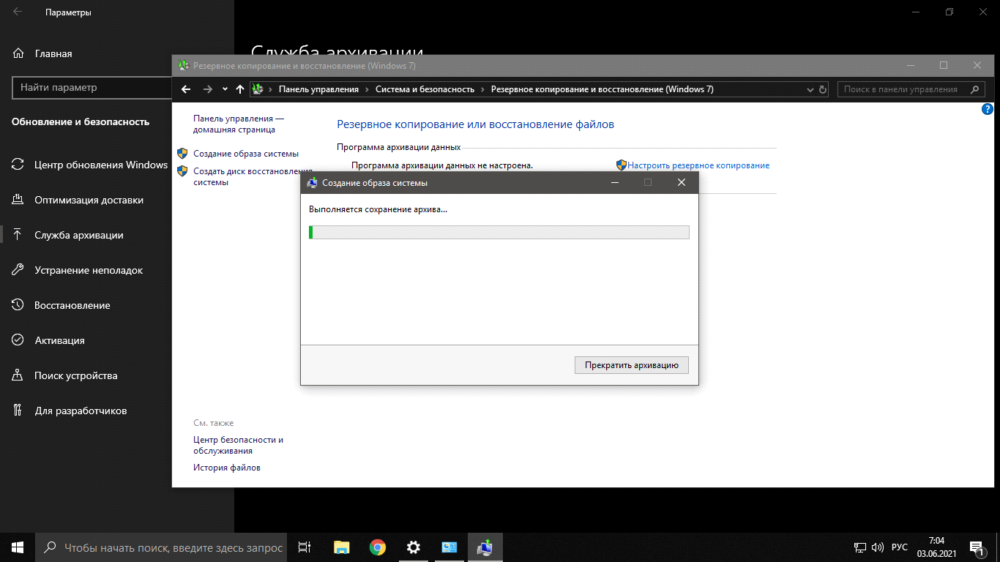 Параметры
Главная
Найти параметр
Обновление и безопасность
Центр обновления Windows
Оптимизация доставки
Служба архивации
Устранение неполадок
Восстановление
Активация
Поиск устройства
Для разработчиков
Служба архивации
Резервное копирование и восстановление (Windows 7)
Панель управления
Система и безопасность
Резервное копирование и восстановление (Windows 7)
Поиск в панели управления
?
Панель управления —
домашняя страница
Создание образа системы
Создать диск восстановления
системы
Резервное копирование или восстановление файлов
Программа архивации данных
Программа архивации данных не настроена.
Настроить резервное копирование
Создание образа системы
Выполняется сохранение архива...
Прекратить архивацию
См. также
Центр безопасности и
обслуживания
История файлов
Чтобы начать поиск, введите здесь запрос
РУС
7:04
03.06.2021
1